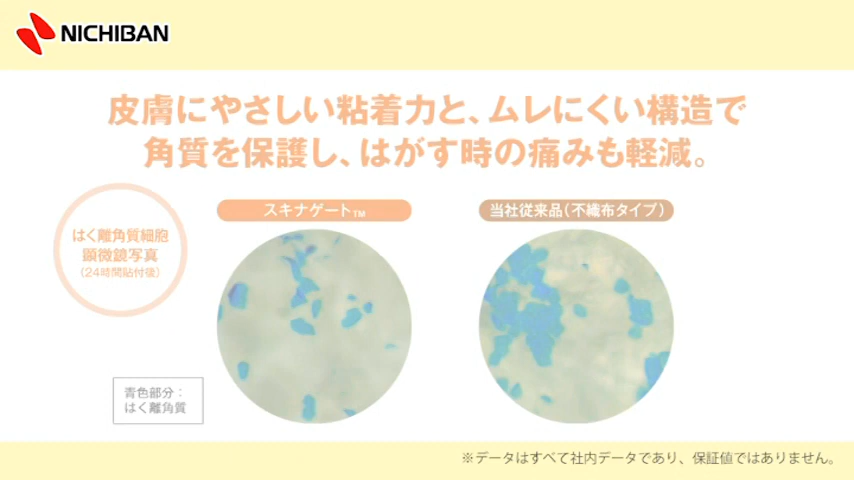 NICHIBAN
皮膚にやさしい粘着力と、ムレにくい構造で
角質を保護し、はがす時の痛みも軽減。
はく離角質細胞
顕微鏡写真
(24時間貼付後)
スキナゲート™
当社従来品(不織布タイプ)
青色部分：
はく離角質
※データはすべて社内データであり、保証値ではありません。